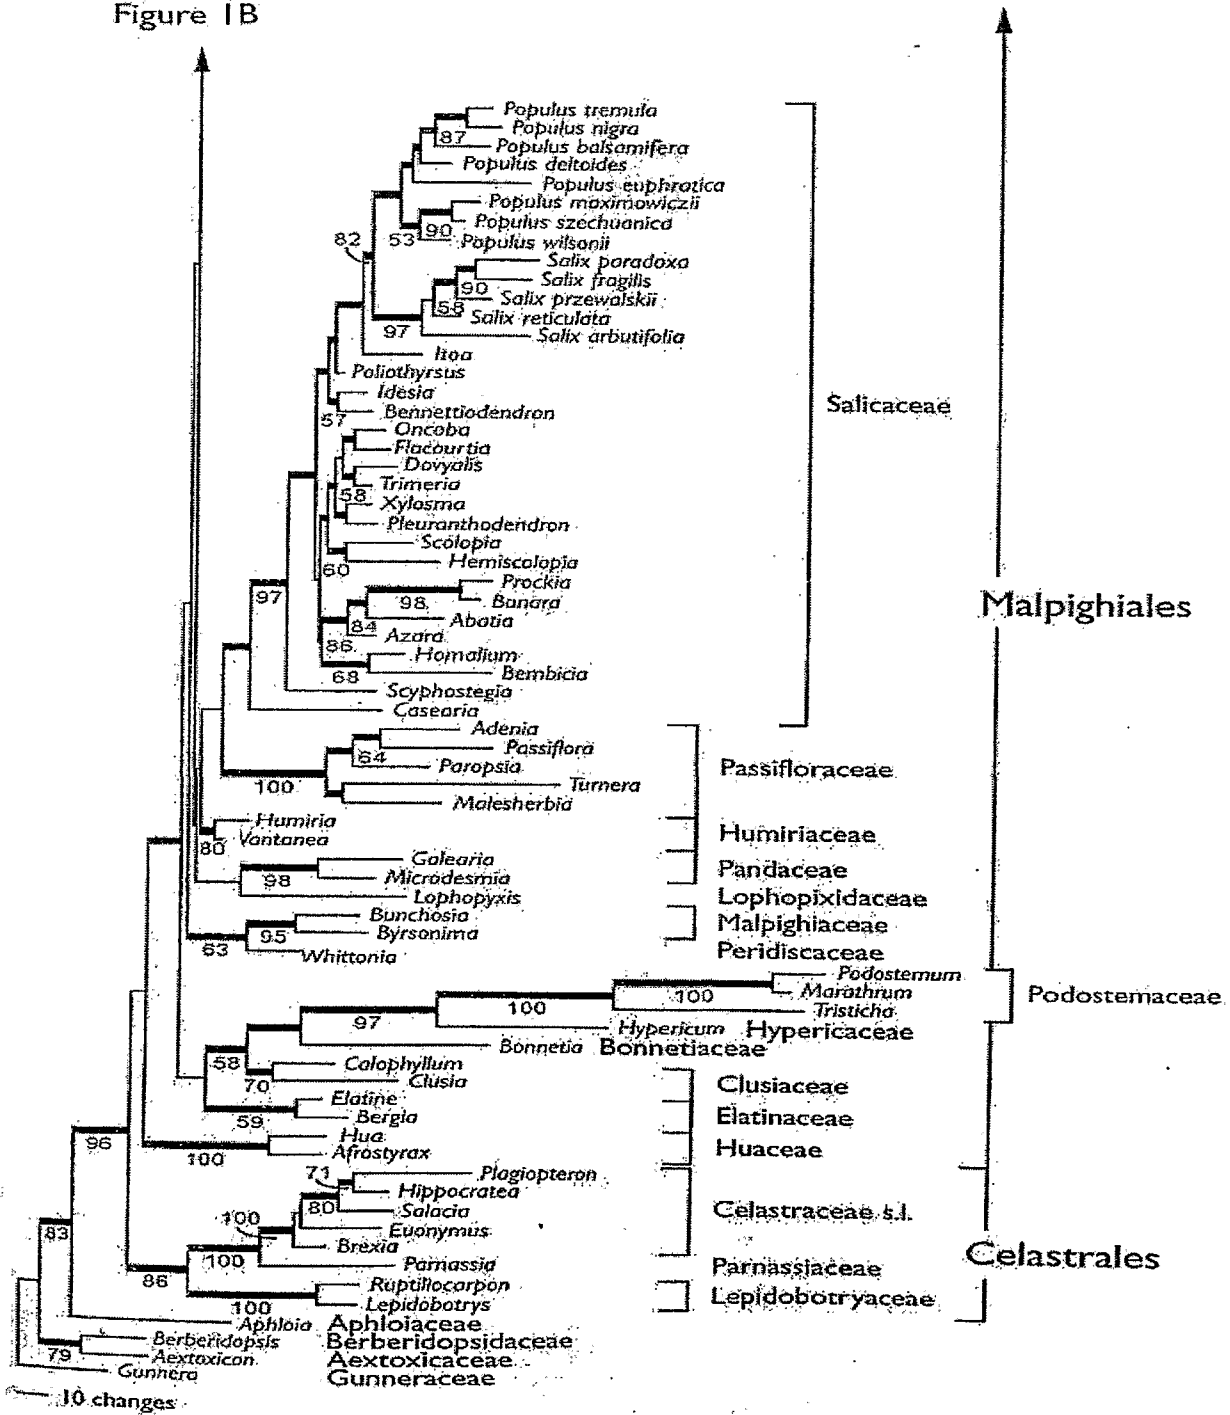 Figure 1B
Populus tremula
Populus nigra
87
Populus balsamifera
Populus deltoides
Populus euphratica
Populus maximowiczii
Populus szechuanica
82
53
90
Populus wilsonii
Salix paradoxa
Salix fragilis
90
Salix przewalskii
58
Salix reticulata
97
Salix arbutifolia
Itoa
Poliothyrsus
Idesia
Bennettiodendron
57
Salicaceae
Oncoba
Flacourtia
Dovyalis
Trimeria
58
Xylosma
Pleuranthodendron
Scolopia
Hemiscolopia
60
Prockia
97
98
Banara
Malpighiales
Abatia
84
Azara
86
Homalium
68
Bembicia
Scyphostegia
Casearia
Adenia
Passiflora
64
Paropsia
Passifloraceae
100
Turnera
Malesherbia
Humiria
Vantanea
Humiriaceae
80
Galearia
98
Microdesmia
Pandaceae
Lophopyxis
Lophopixidaceae
Bunchosia
95
Byrsonima
Malpighiaceae
63
Whittonia
Peridiscaceae
Podostemum
100
Marathrum
Podostemaceae
100
Tristicha
97
Hypericum Hypericaceae
Bonnetia Bonnetiaceae
58
Calophyllum
70
Clusia
Clusiaceae
Elatine
59
Bergia
Elatinaceae
96
Hua
100
Afrostyrax
Huaceae
71
Plagiopteron
Hippocratea
80
Salacia
Celastraceae s.l.
100
Euonymus
83
Brexia
100
Parnassia
Parnassiaceae
Celastrales
86
Ruptiliocarpon
100
Lepidobotrys
Lepidobotryaceae
Aphloia Aphloiaceae
Berberidopsis Berberidopsidaceae
79
Aextoxicon Aextoxicaceae
Gunnera Gunneraceae
10 changes